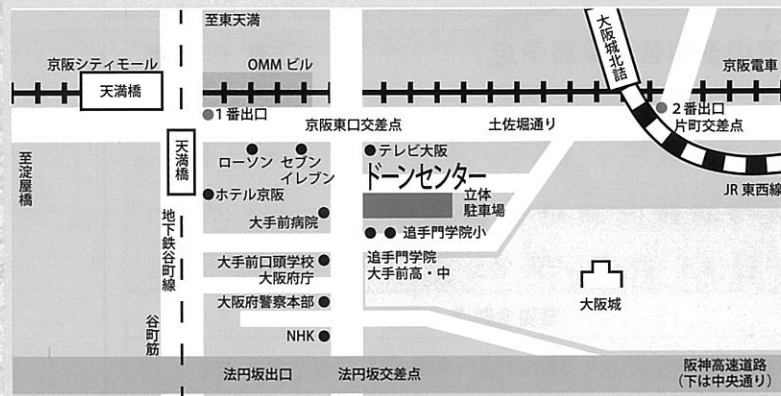 至東天満
大阪城北詰
京阪シティモール
OMM ビル
京阪電車
天満橋
1番出口
2番出口
京阪東口交差点
土佐堀通り
片町交差点
至淀屋橋
天満橋
ローソン
セブン
イレブン
テレビ大阪
ドーンセンター
ホテル京阪
立体
駐車場
JR 東西線
大手前病院
追手門学院小
地下鉄谷町線
大手前口頭学校
大阪府庁
追手門学院
大手前高・中
大阪城
大阪府警察本部
谷町筋
NHK
法円坂出口
法円坂交差点
阪神高速道路
(下は中央通り)